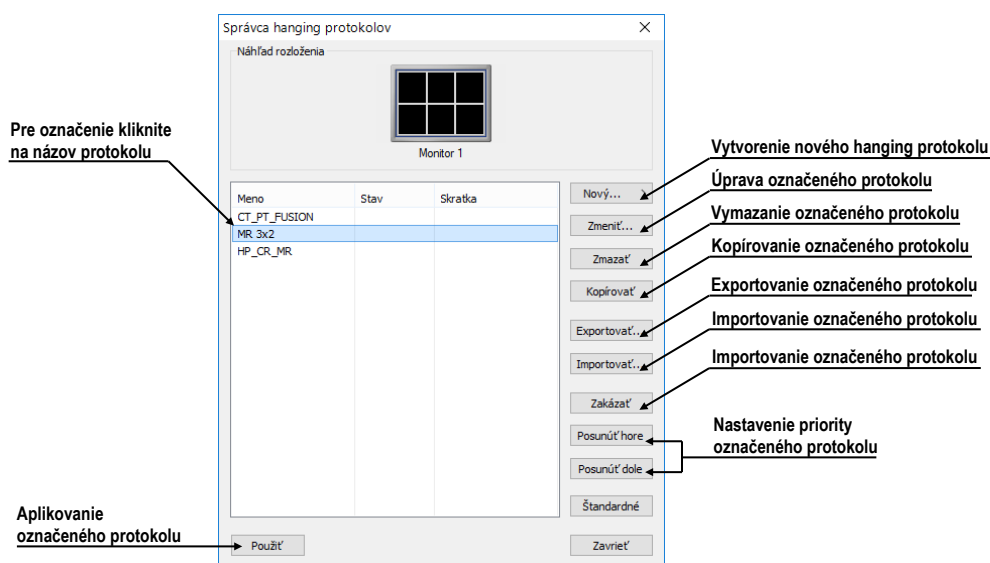 Správca hanging protokolov
Náhľad rozloženia
Monitor 1
Pre označenie kliknite
na názov protokolu
Meno Stav Skratka
CT_PT_FUSION
MR 3x2
HP_CR_MR
Nový...
Zmeniť...
Zmazať
Kopírovať
Exportovať...
Importovať...
Zakázať
Posunúť hore
Posunúť dole
Štandardné
Použiť
Zavrieť
Vytvorenie nového hanging protokolu
Úprava označeného protokolu
Vymazanie označeného protokolu
Kopírovanie označeného protokolu
Exportovanie označeného protokolu
Importovanie označeného protokolu
Importovanie označeného protokolu
Nastavenie priority
označeného protokolu
Aplikovanie
označeného protokolu